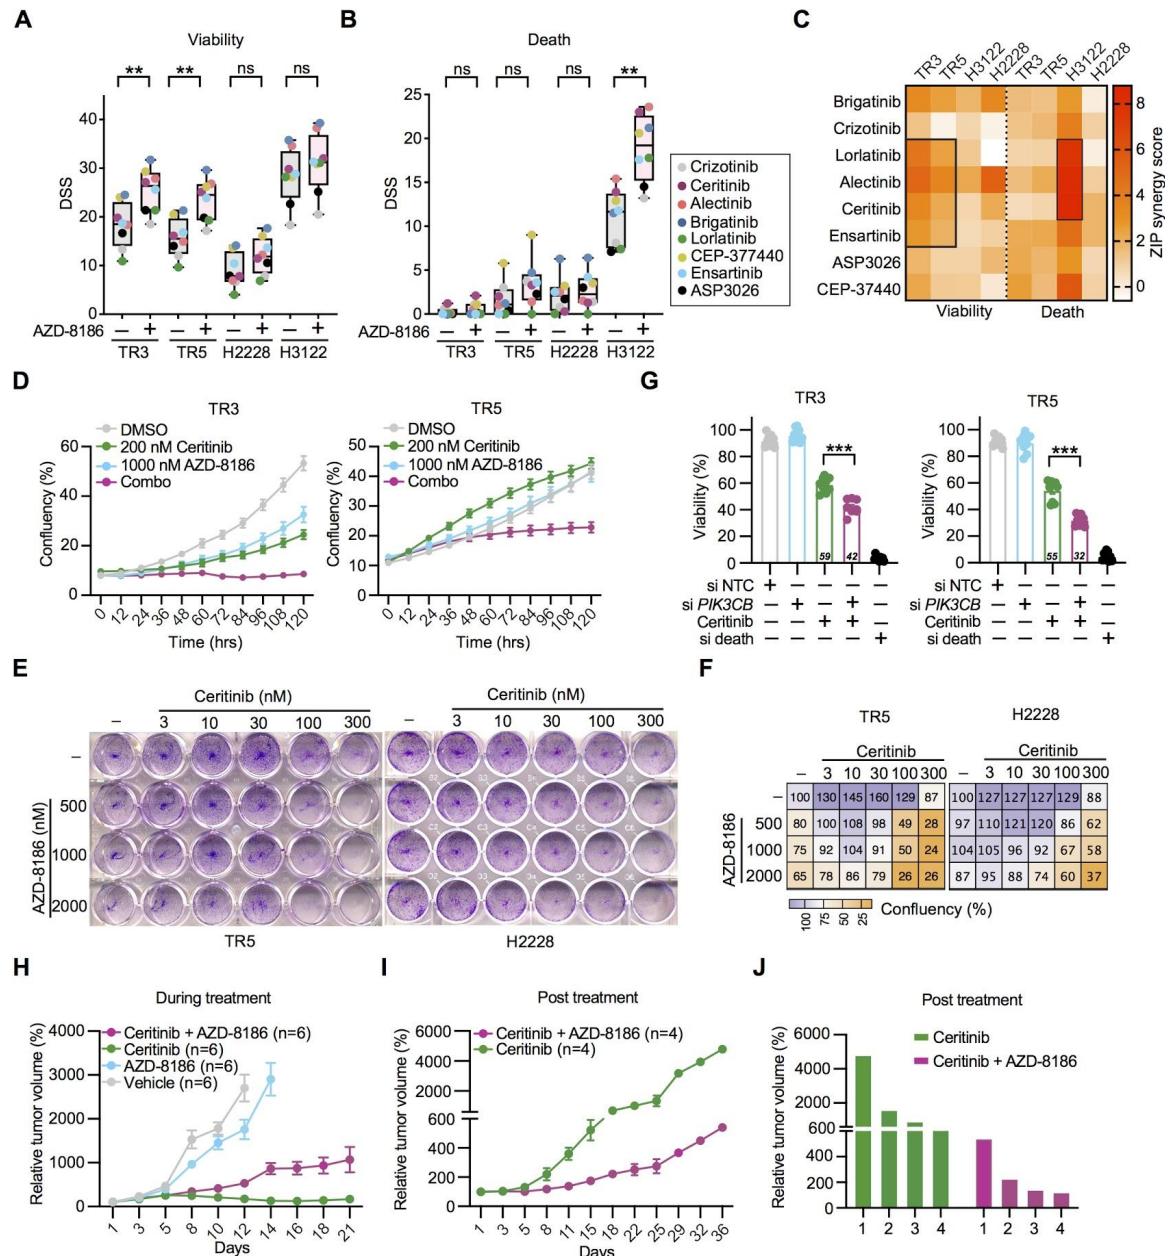 A
Viability
** ** ns ns
DSS
40
30
20
10
0
AZD-8186 – + – + – + – +
TR3 TR5 H2228 H3122
B
Death
ns ns ns **
DSS
25
20
15
10
5
0
AZD-8186 – + – + – + – +
TR3 TR5 H2228 H3122
Crizotinib
Ceritinib
Alectinib
Brigatinib
Lorlatinib
CEP-377440
Ensartinib
ASP3026
C
TR3 TR5 H3122 H2228 TR3 TR5 H3122 H2228
Brigatinib
Crizotinib
Lorlatinib
Alectinib
Ceritinib
Ensartinib
ASP3026
CEP-37440
Viability Death
8
6
4
2
0
ZIP synergy score
D
TR3
DMSO
200 nM Ceritinib
1000 nM AZD-8186
Combo
Confluency (%)
60
40
20
0
0 12 24 36 48 60 72 84 96 108 120
Time (hrs)
TR5
DMSO
200 nM Ceritinib
1000 nM AZD-8186
Combo
Confluency (%)
50
40
30
20
10
0
0 12 24 36 48 60 72 84 96 108 120
Time (hrs)
G
TR3
***
Viability (%)
100
80
60
40
20
0
59 42
si NTC + – – – –
si PIK3CB – + – + –
Ceritinib – – + + –
si death – – – – +
TR5
***
Viability (%)
100
80
60
40
20
0
55 32
si NTC + – – – –
si PIK3CB – + – + –
Ceritinib – – + + –
si death – – – – +
E
Ceritinib (nM)
– 3 10 30 100 300
Ceritinib (nM)
– 3 10 30 100 300
AZD-8186 (nM)
–
500
1000
2000
TR5
H2228
F
TR5 H2228
Ceritinib Ceritinib
– 3 10 30 100 300 – 3 10 30 100 300
AZD-8186
– 100 130 145 160 129 87 100 127 127 127 129 88
500 80 100 108 98 49 28 97 110 121 120 86 62
1000 75 92 104 91 50 24 104 105 96 92 67 58
2000 65 78 86 79 26 26 87 95 88 74 60 37
100 75 50 25
Confluency (%)
H
During treatment
Ceritinib + AZD-8186 (n=6)
Ceritinib (n=6)
AZD-8186 (n=6)
Vehicle (n=6)
Relative tumor volume (%)
4000
3000
2000
1000
0
1 3 5 8 10 12 14 16 18 21
Days
I
Post treatment
Ceritinib + AZD-8186 (n=4)
Ceritinib (n=4)
Relative tumor volume (%)
6000
4000
2000
600
400
200
0
1 3 5 8 11 15 18 22 25 29 32 36
Days
J
Post treatment
Ceritinib
Ceritinib + AZD-8186
Relative tumor volume (%)
6000
4000
2000
600
400
200
0
1 2 3 4 1 2 3 4